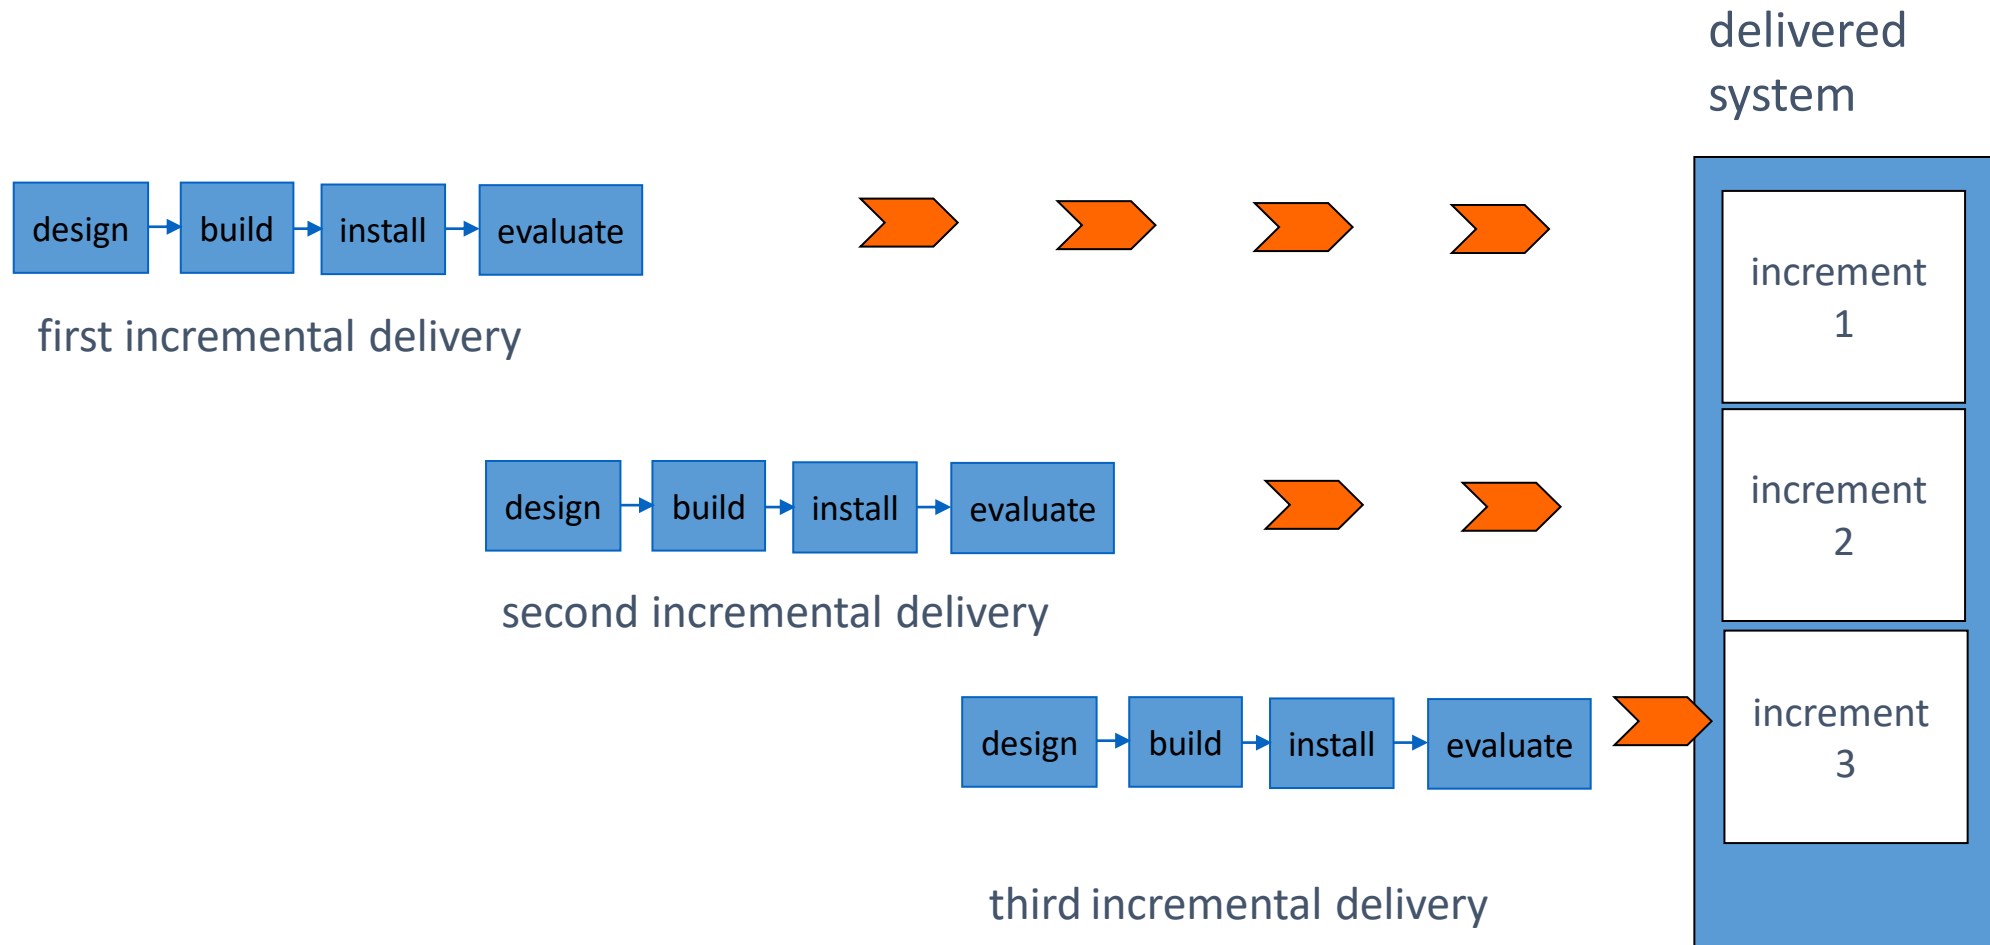 delivered
system
design
build
install
evaluate
increment
1
first incremental delivery
design
build
install
evaluate
increment
2
second incremental delivery
design
build
install
evaluate
increment
3
third incremental delivery